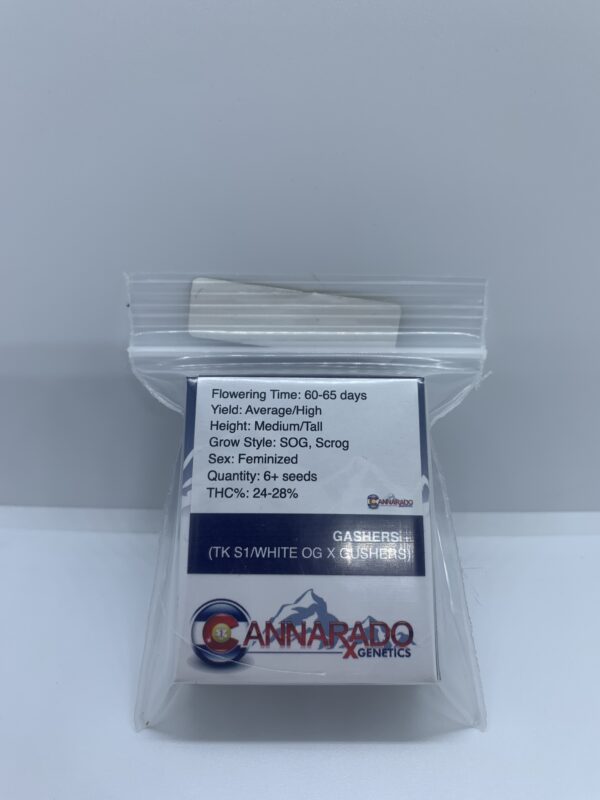 Flowering Time: 60-65 days
Yield: Average/High
Height: Medium/Tall
Grow Style: SOG, Scrog
Sex: Feminized
Quantity: 6+ seeds
THC%: 24-28%
CANNARADO
GASHERS
(TK S1/WHITE OG X GUSHERS)
CANNARADO
GENETICS